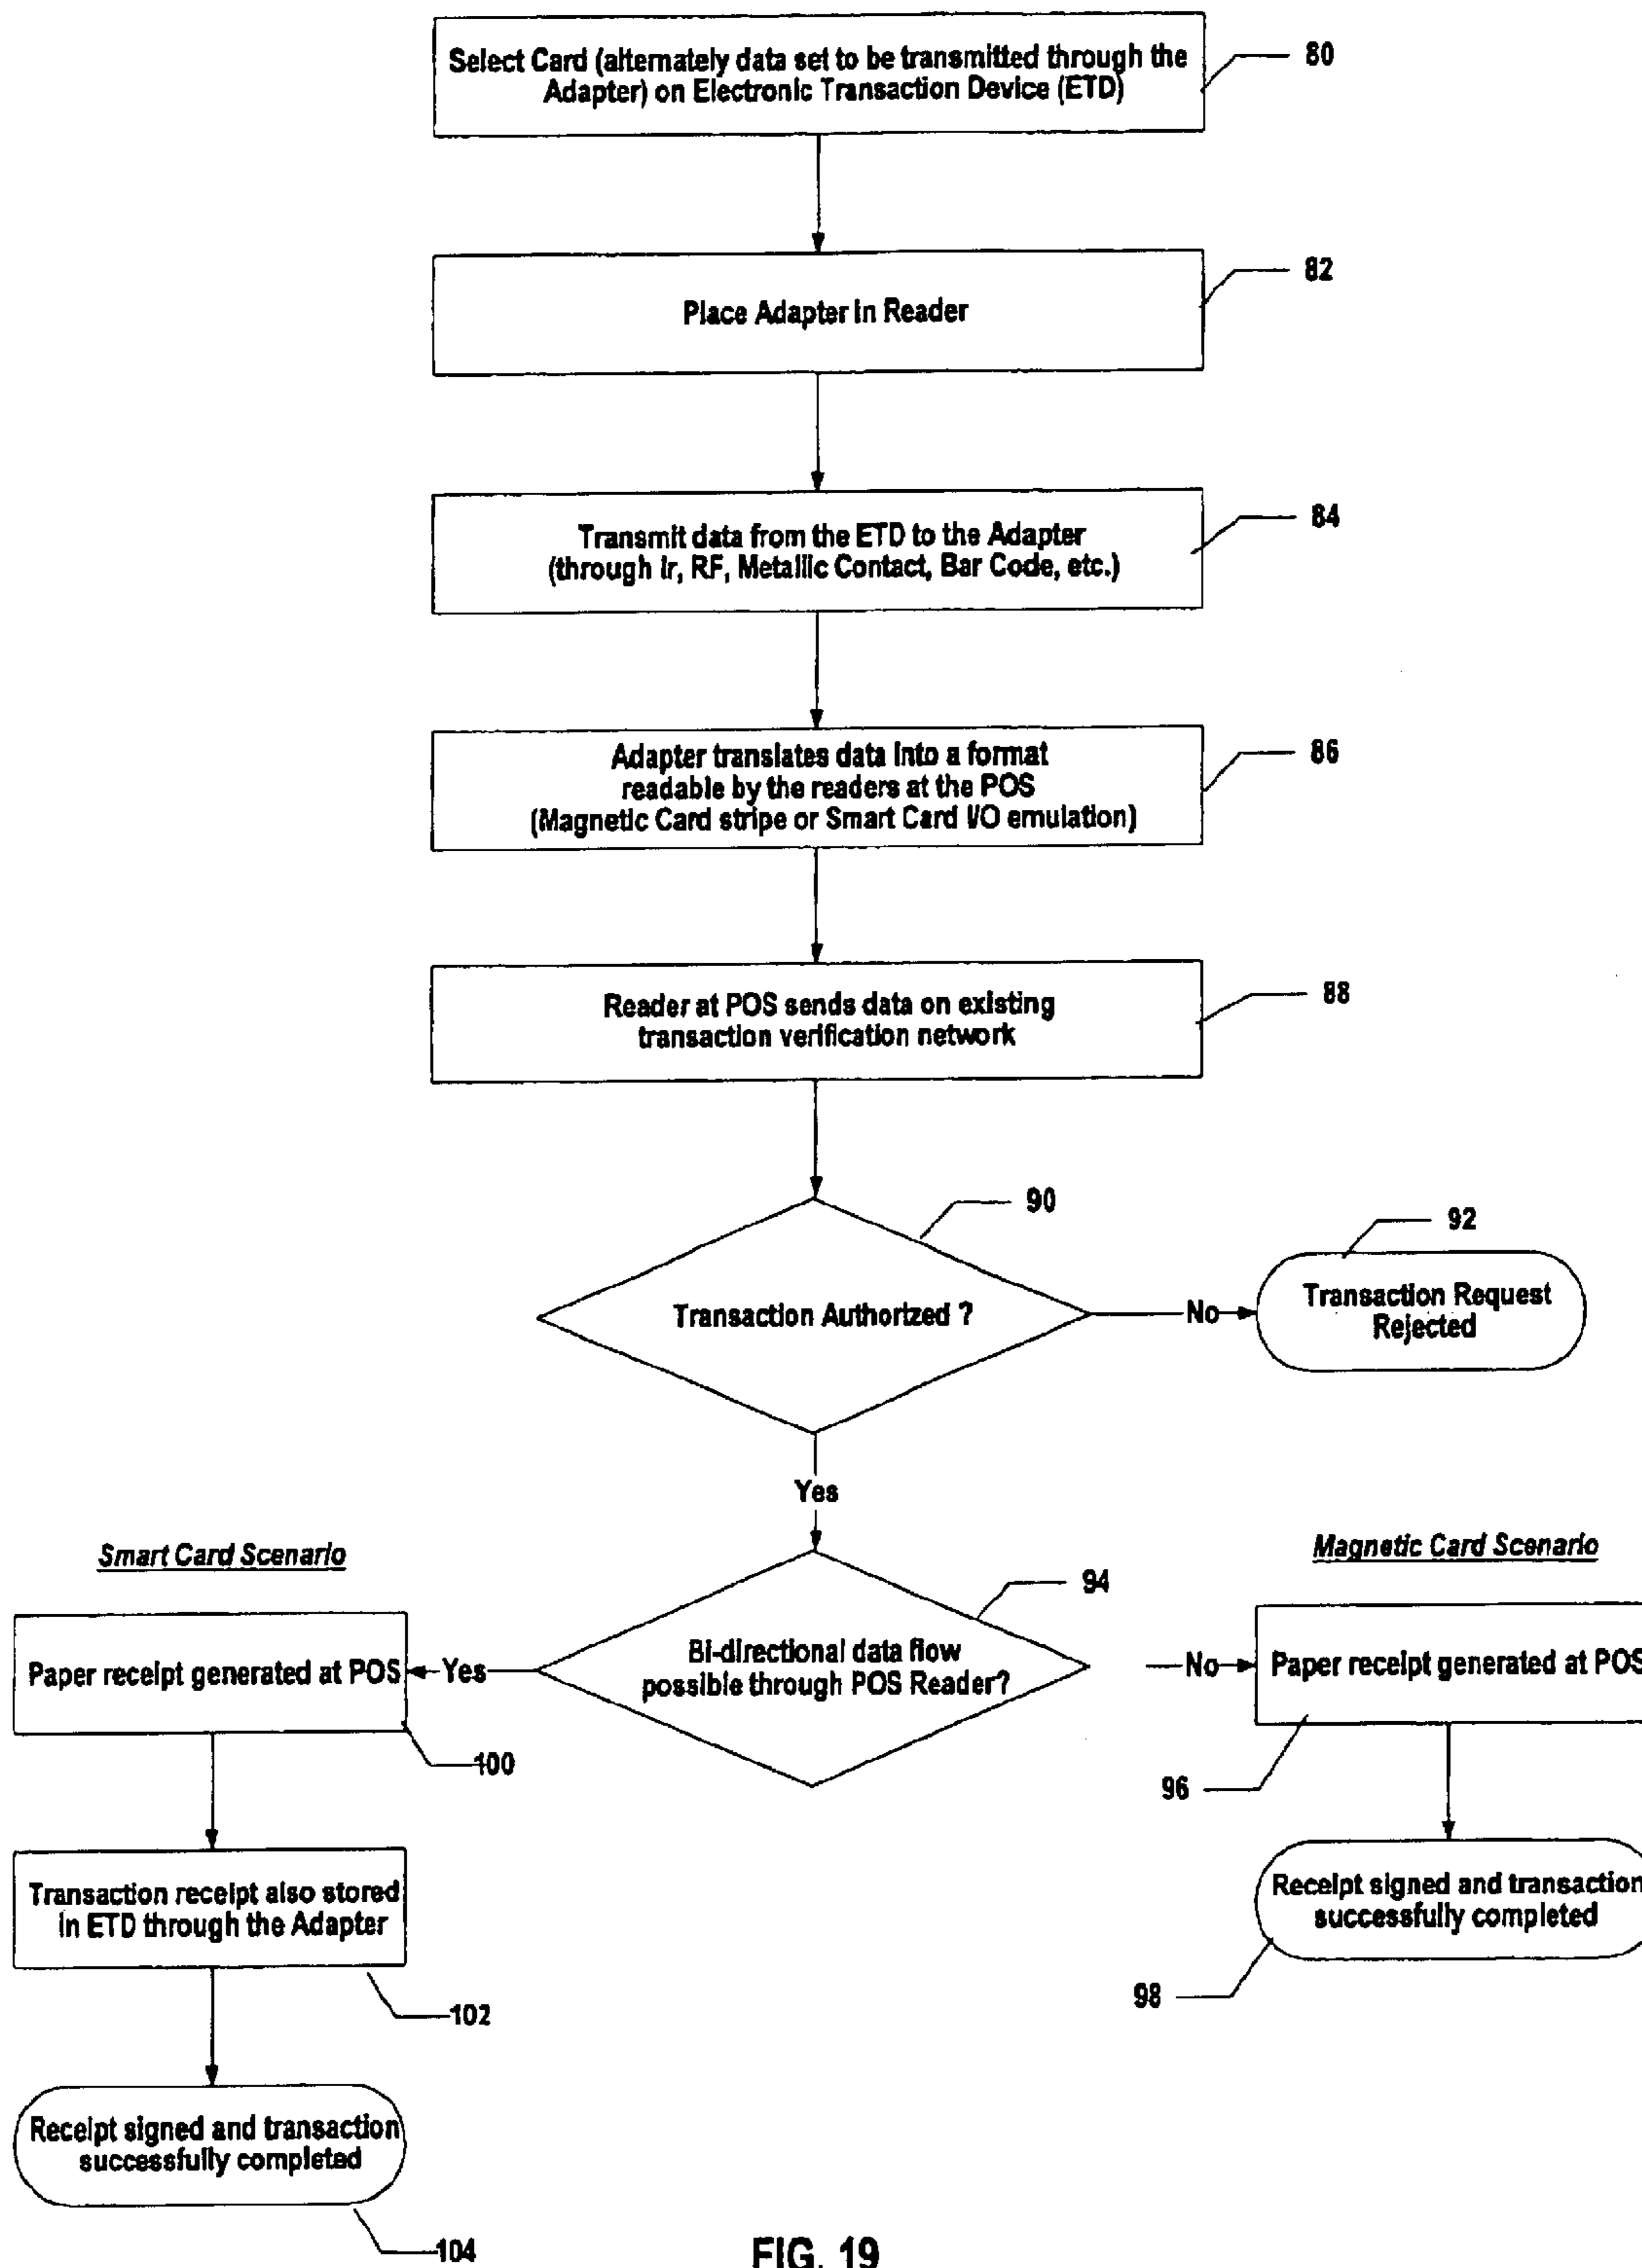 Select Card (alternately data set to be transmitted through the
Adapter) on Electronic Transaction Device (ETD)
80
Place Adapter in Reader
82
Transmit data from the ETD to the Adapter
(through Ir, RF, Metallic Contact, Bar Code, etc.)
84
Adapter translates data into a format
readable by the readers at the POS
(Magnetic Card stripe or Smart Card I/O emulation)
86
Reader at POS sends data on existing
transaction verification network
88
90
Transaction Authorized ?
No
92
Transaction Request
Rejected
Yes
Smart Card Scenario
Magnetic Card Scenario
94
Bi-directional data flow
possible through POS Reader?
Yes
Paper receipt generated at POS
100
No
Paper receipt generated at POS
96
Transaction receipt also stored
in ETD through the Adapter
102
Receipt signed and transaction
successfully completed
98
Receipt signed and transaction
successfully completed
104
FIG. 19